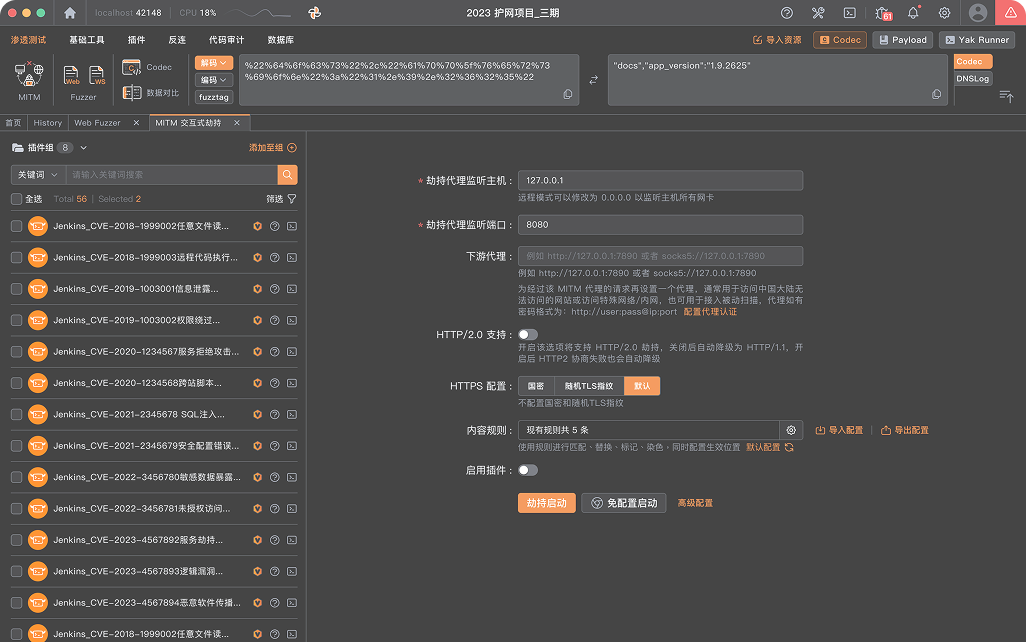 localhost 42148 CPU 18% 2023 护网项目_三期 61
渗透测试 基础工具 插件 反连 代码审计 数据库 导入资源 Codec Payload Yak Runner
MITM
Web WS
Fuzzer
Codec
数据对比
解码
编码
fuzztag
%22%64%6f%63%73%22%2c%22%61%70%70%5f%76%65%72%73
%69%6f%6e%22%3a%22%31%2e%39%2e%32%36%32%35%22
"docs","app_version":"1.9.2625"
Codec
DNSLog
首页 History Web Fuzzer MITM 交互式劫持
插件组 8 添加至组
关键词 请输入关键词搜索
全选 Total 56 Selected 2 筛选
Jenkins_CVE-2018-1999002任意文件读...
Jenkins_CVE-2018-1999003远程代码执行...
Jenkins_CVE-2019-1003001信息泄露...
Jenkins_CVE-2019-1003002权限绕过...
Jenkins_CVE-2020-1234567服务拒绝攻击...
Jenkins_CVE-2020-1234568跨站脚本...
Jenkins_CVE-2021-2345678 SQL注入...
Jenkins_CVE-2021-2345679安全配置错误...
Jenkins_CVE-2022-3456780敏感数据暴露...
Jenkins_CVE-2022-3456781未授权访问...
Jenkins_CVE-2023-4567892服务劫持...
Jenkins_CVE-2023-4567893逻辑漏洞...
Jenkins_CVE-2023-4567894恶意软件传播...
Jenkins_CVE-2018-1999002任意文件读...
* 劫持代理监听主机 : 127.0.0.1
远程模式可以修改为 0.0.0.0 以监听主机所有网卡
* 劫持代理监听端口 : 8080
下游代理 : 例如 http://127.0.0.1:7890 或者 socks5://127.0.0.1:7890
例如 http://127.0.0.1:7890 或者 socks5://127.0.0.1:7890
为经过该 MITM 代理的请求再设置一个代理，通常用于访问中国大陆无
法访问的网站或访问特殊网络/内网，也可用于接入被动扫描，代理如有
密码格式为：http://user:pass@ip:port 配置代理认证
HTTP/2.0 支持 :
开启该选项将支持 HTTP/2.0 劫持，关闭后自动降级为 HTTP/1.1，开
启后 HTTP2 协商失败也会自动降级
HTTPS 配置 : 国密 随机TLS指纹 默认
不配置国密和随机TLS指纹
内容规则 : 现有规则共 5 条 导入配置 导出配置
使用规则进行匹配、替换、标记、染色，同时配置生效位置 默认配置
启用插件 :
劫持启动 免配置启动 高级配置